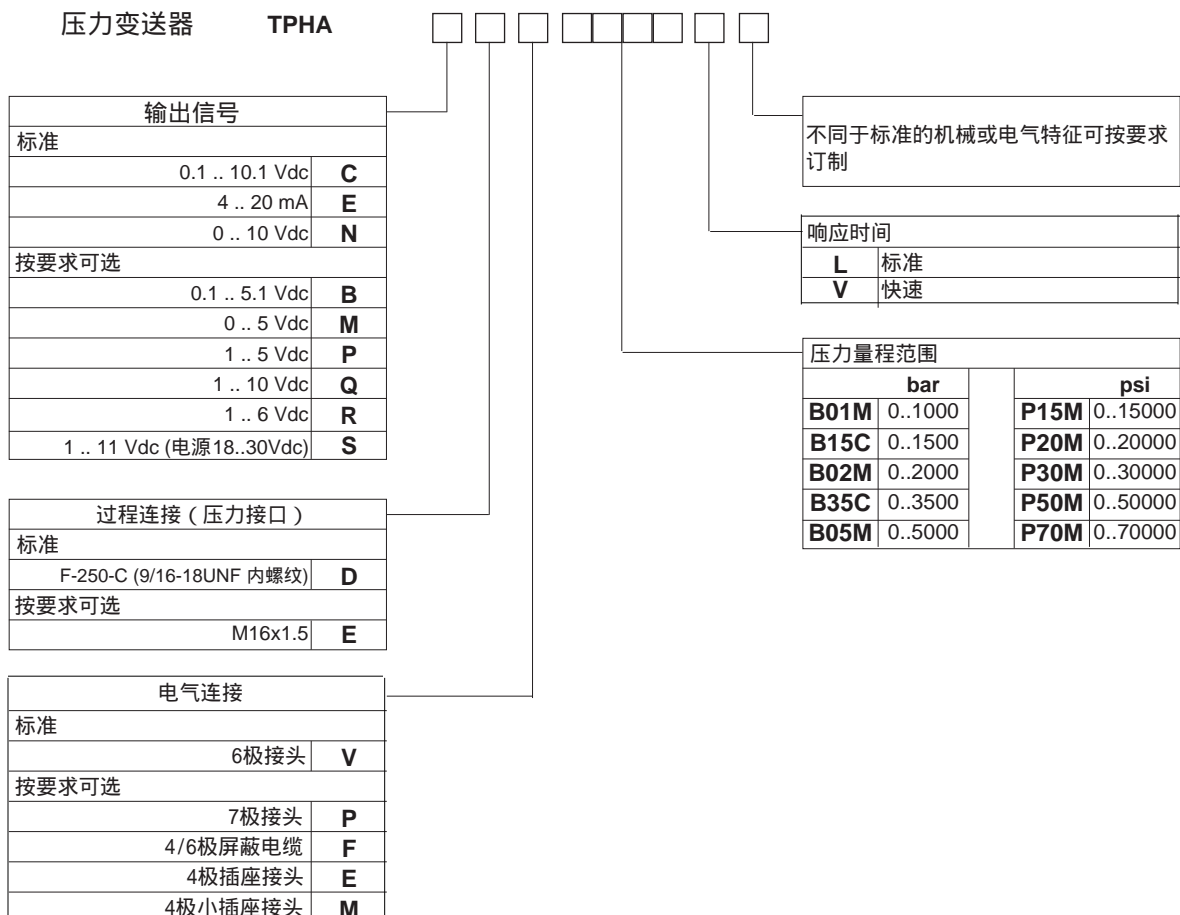 压力变送器 TPHA
输出信号
标准
0.1 .. 10.1 Vdc C
4 .. 20 mA E
0 .. 10 Vdc N
按要求可选
0.1 .. 5.1 Vdc B
0 .. 5 Vdc M
1 .. 5 Vdc P
1 .. 10 Vdc Q
1 .. 6 Vdc R
1 .. 11 Vdc (电源18..30Vdc) S
过程连接（压力接口）
标准
F-250-C (9/16-18UNF 内螺纹) D
按要求可选
M16x1.5 E
电气连接
标准
6极接头 V
按要求可选
7极接头 P
4/6极屏蔽电缆 F
4极插座接头 E
4极小插座接头 M
不同于标准的机械或电气特征可按要求
订制
响应时间
L 标准
V 快速
压力量程范围
bar psi
B01M 0..1000 P15M 0..15000
B15C 0..1500 P20M 0..20000
B02M 0..2000 P30M 0..30000
B35C 0..3500 P50M 0..50000
B05M 0..5000 P70M 0..70000